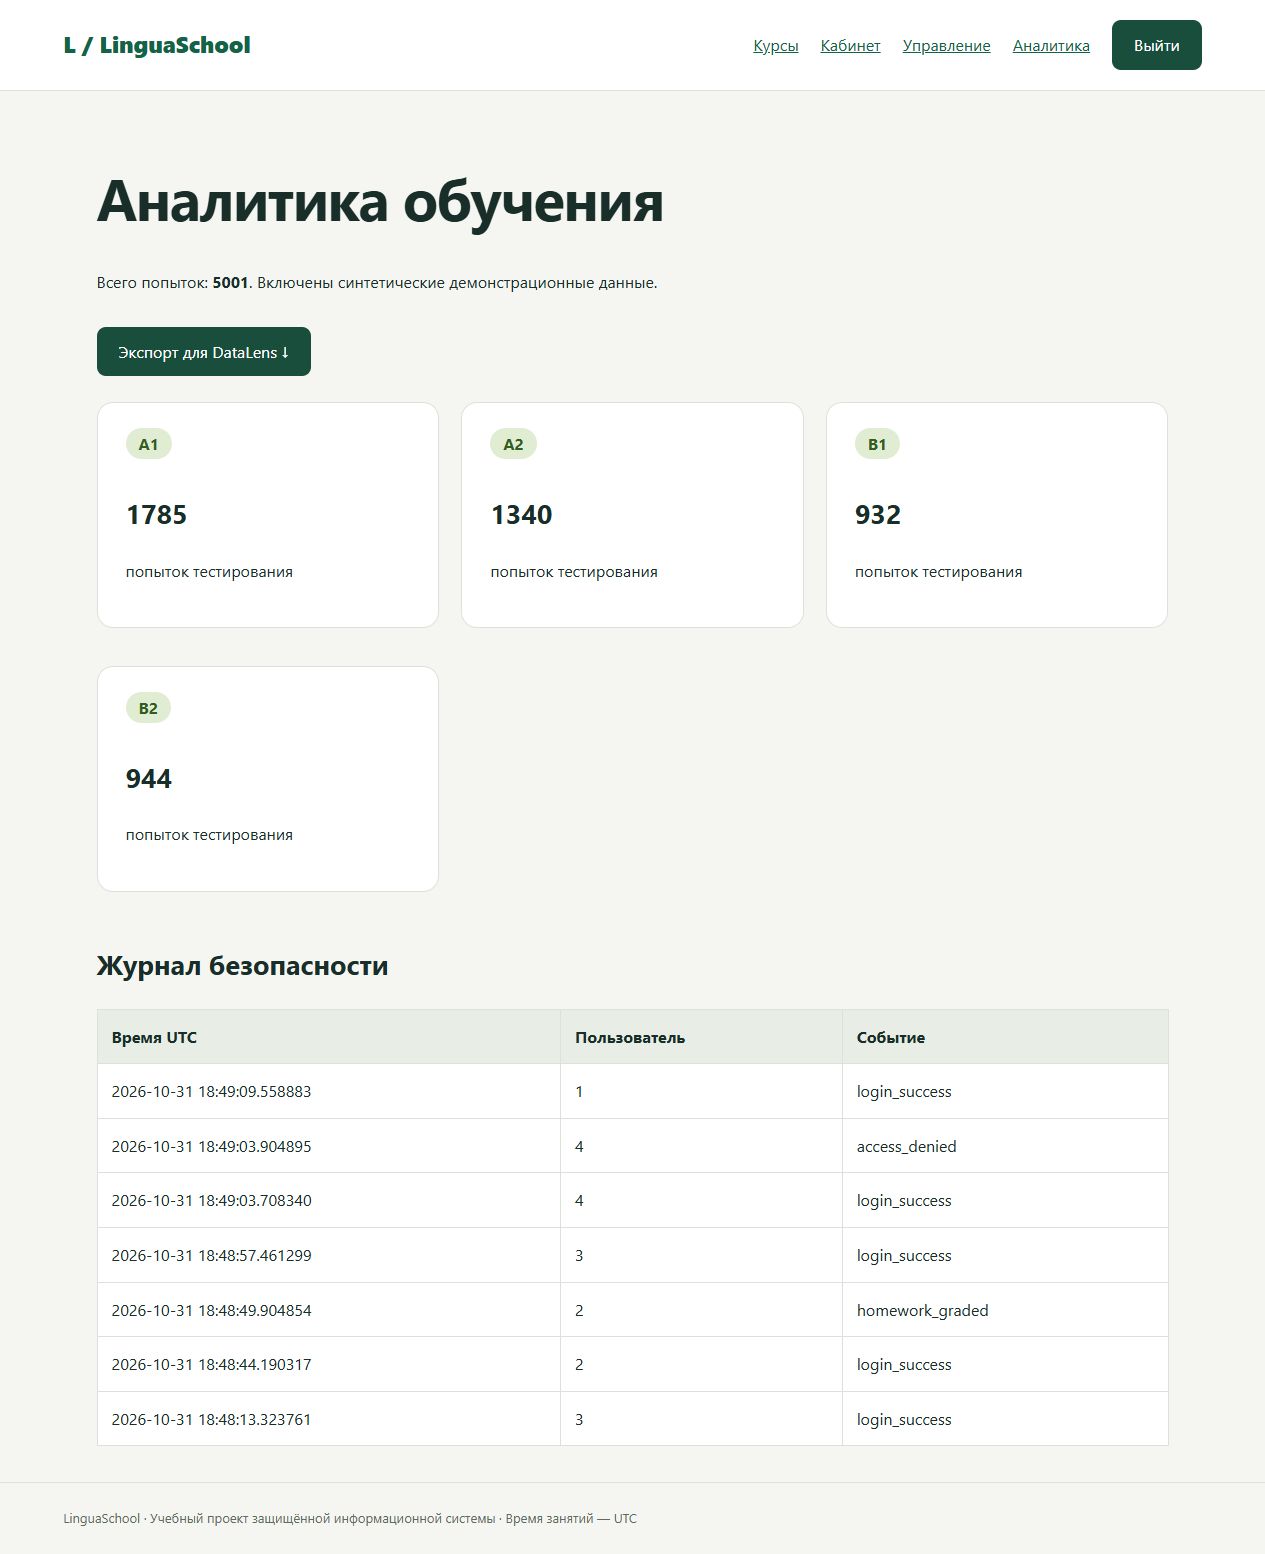 L / LinguaSchool
Курсы Кабинет Управление Аналитика Выйти
Аналитика обучения
Всего попыток: 5001. Включены синтетические демонстрационные данные.
Экспорт для DataLens ↓
A1 A2 B1
1785 1340 932
попыток тестирования попыток тестирования попыток тестирования
B2
944
попыток тестирования
Журнал безопасности
Время UTC Пользователь Событие
2026-10-31 18:49:09.558883 1 login_success
2026-10-31 18:49:03.904895 4 access_denied
2026-10-31 18:49:03.708340 4 login_success
2026-10-31 18:48:57.461299 3 login_success
2026-10-31 18:48:49.904854 2 homework_graded
2026-10-31 18:48:44.190317 2 login_success
2026-10-31 18:48:13.323761 3 login_success
LinguaSchool · Учебный проект защищённой информационной системы · Время занятий — UTC